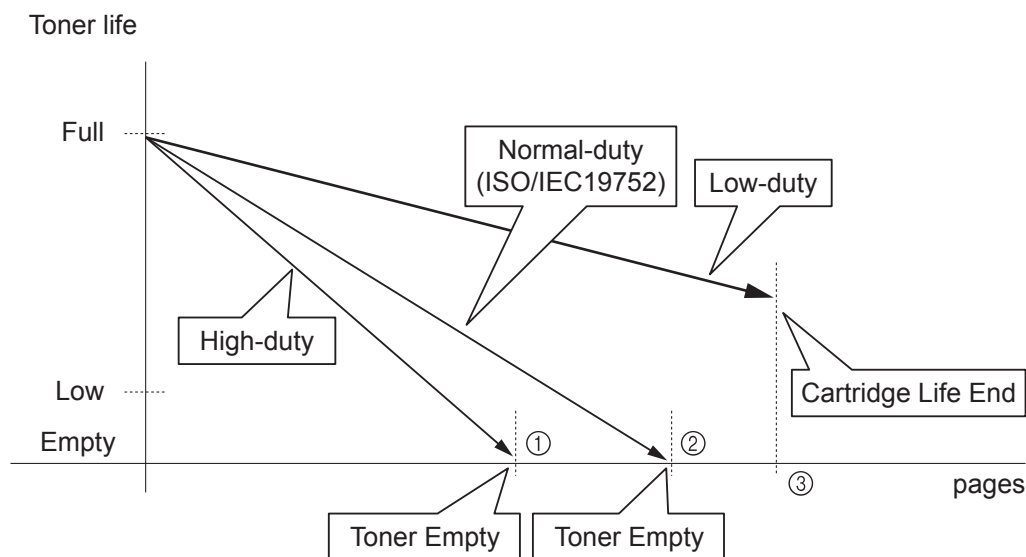 Toner life
Full
Normal-duty
(ISO/IEC19752)
Low-duty
High-duty
Low
Cartridge Life End
Empty
①
②
③
pages
Toner Empty
Toner Empty